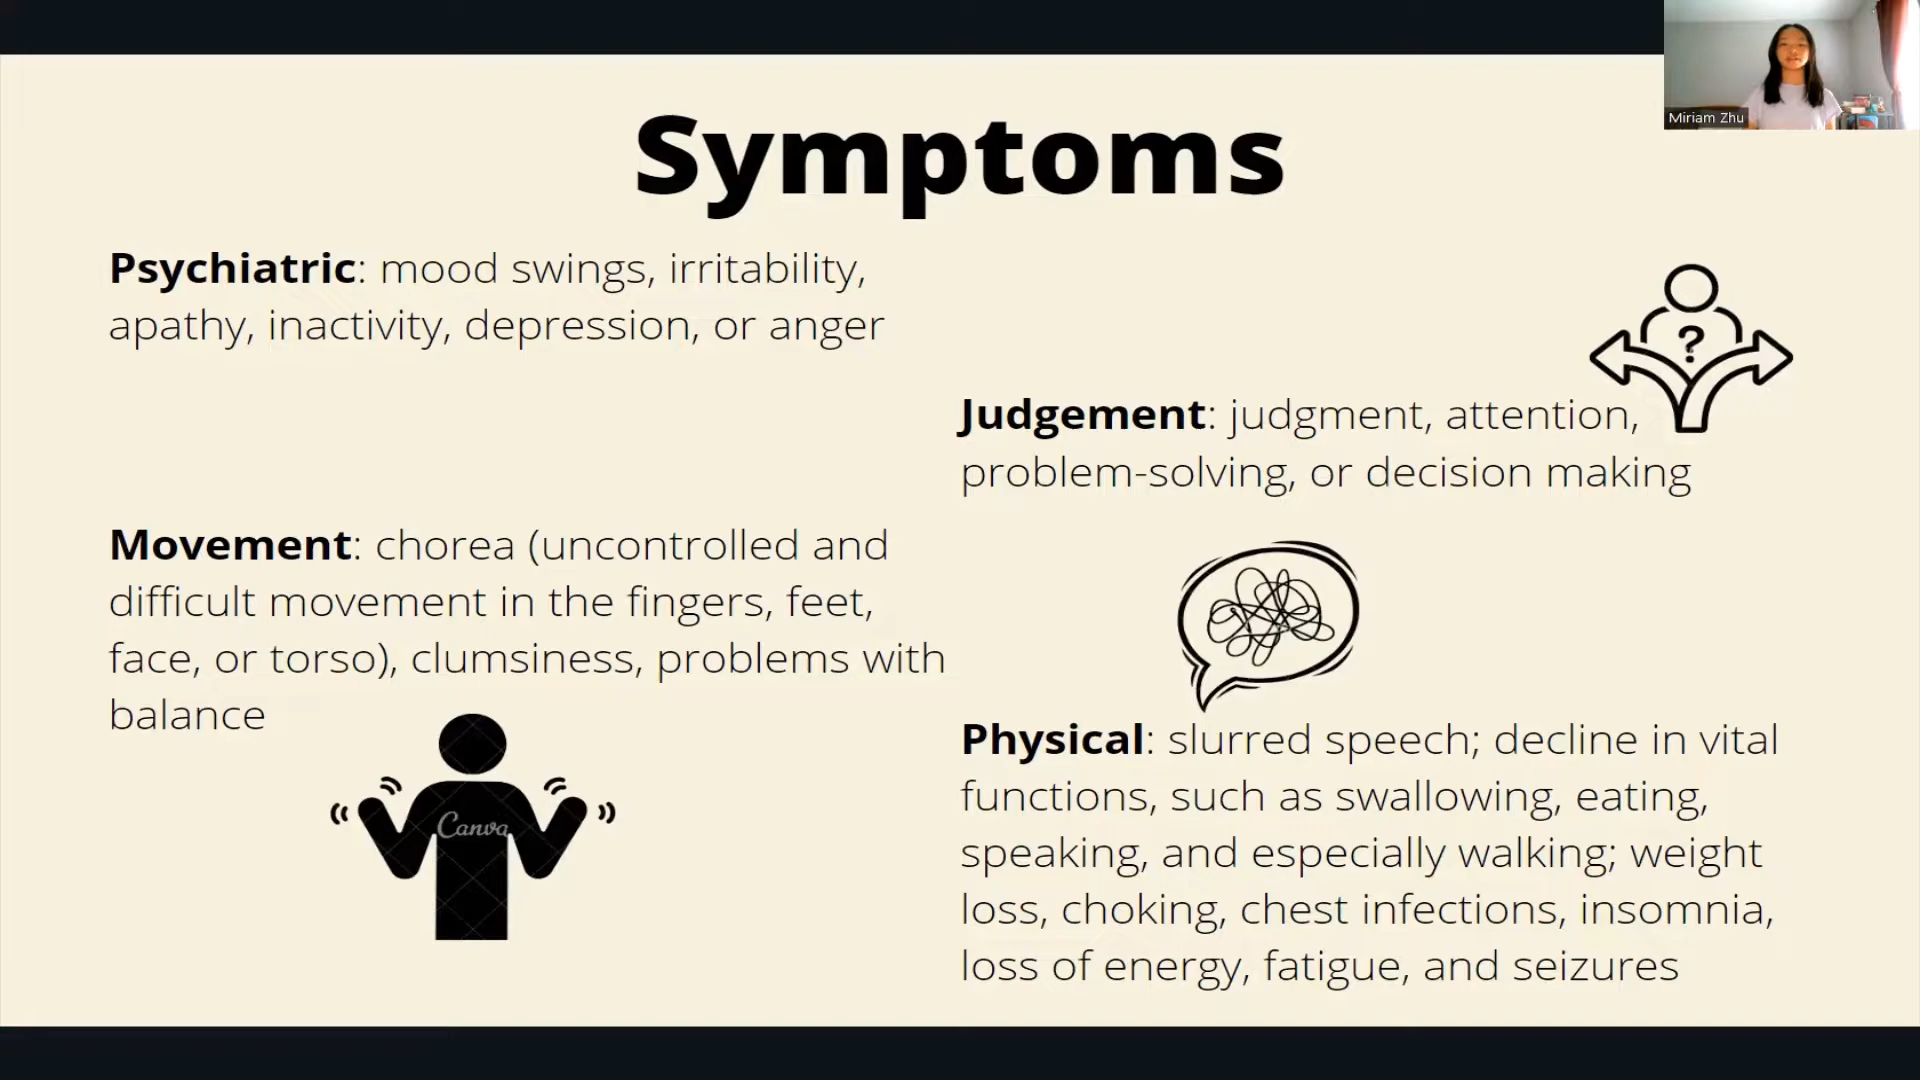 Miriam Zhu
Symptoms
Psychiatric: mood swings, irritability,
apathy, inactivity, depression, or anger
?
Judgement: judgment, attention,
problem-solving, or decision making
Movement: chorea (uncontrolled and
difficult movement in the fingers, feet,
face, or torso), clumsiness, problems with
balance
Canva
Physical: slurred speech; decline in vital
functions, such as swallowing, eating,
speaking, and especially walking; weight
loss, choking, chest infections, insomnia,
loss of energy, fatigue, and seizures